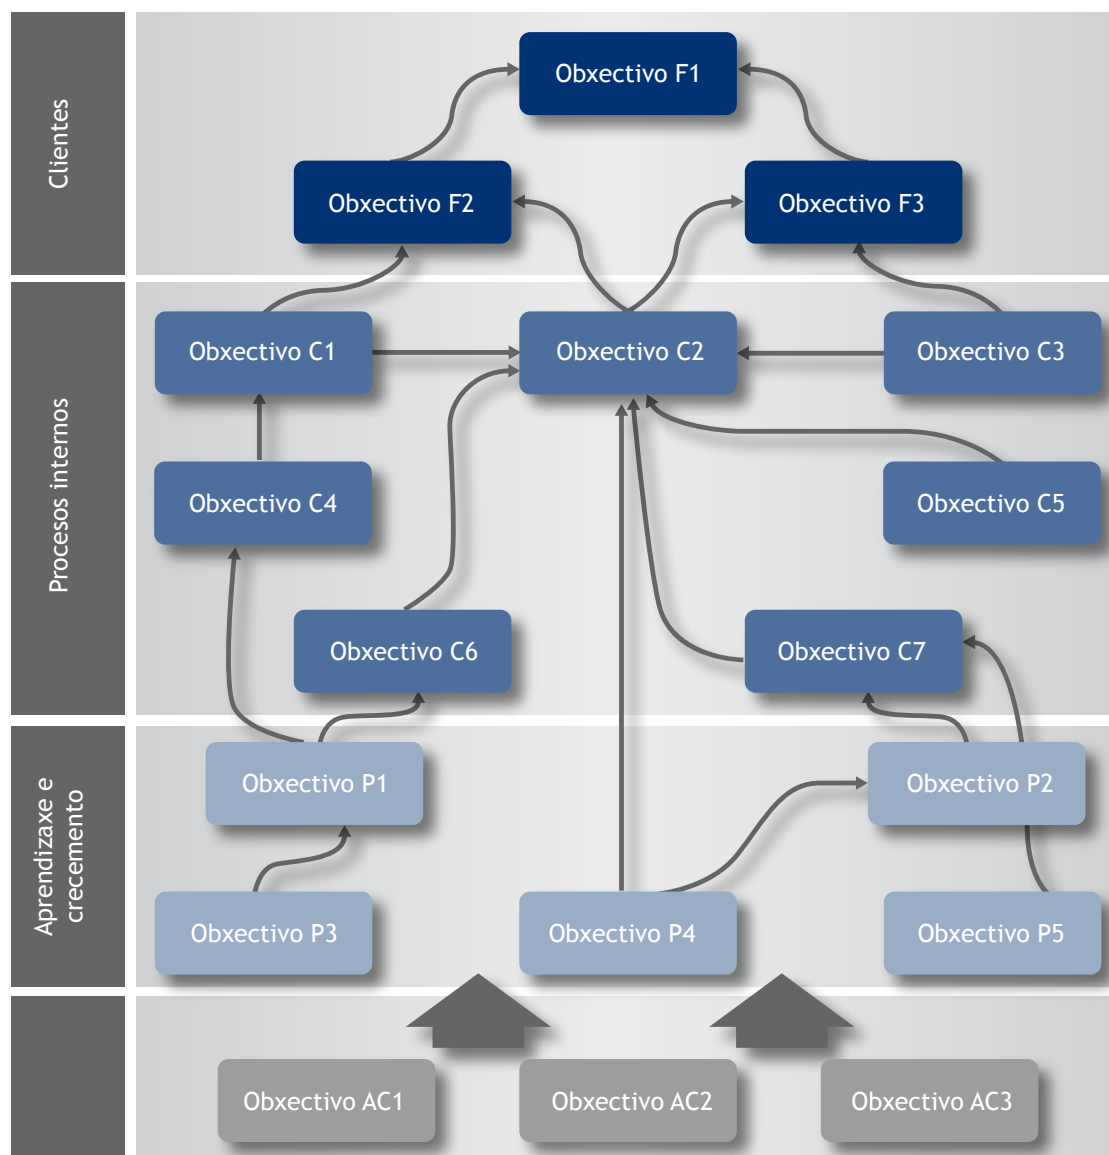 Clientes
Obxectivo F1
Obxectivo F2
Obxectivo F3
Procesos internos
Obxectivo C1
Obxectivo C2
Obxectivo C3
Obxectivo C4
Obxectivo C5
Obxectivo C6
Obxectivo C7
Aprendizaxe e
crecemento
Obxectivo P1
Obxectivo P2
Obxectivo P3
Obxectivo P4
Obxectivo P5
Obxectivo AC1
Obxectivo AC2
Obxectivo AC3